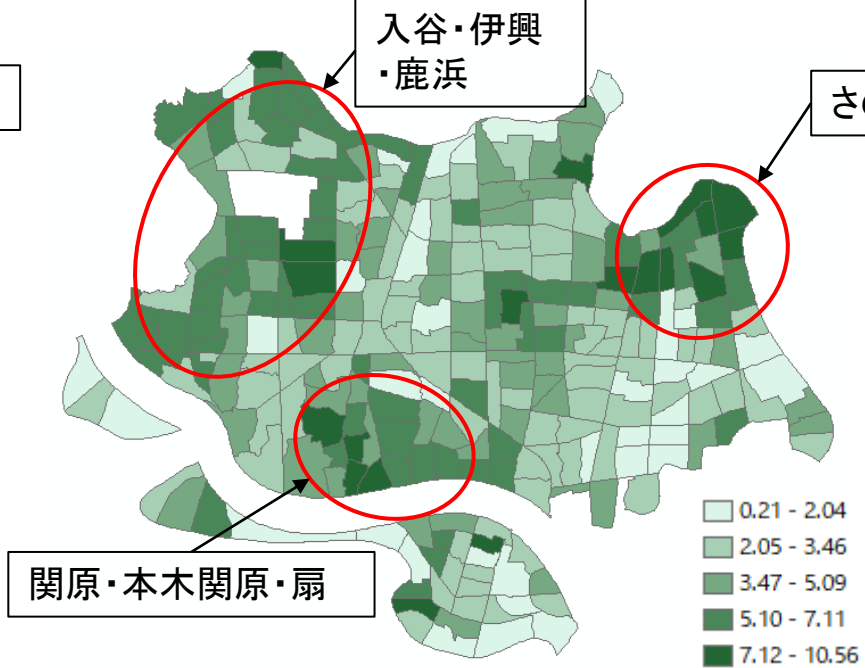 入谷・伊興
・鹿浜
さ
関原・本木関原・扇
0.21 - 2.04
2.05 - 3.46
3.47 - 5.09
5.10 - 7.11
7.12 - 10.56